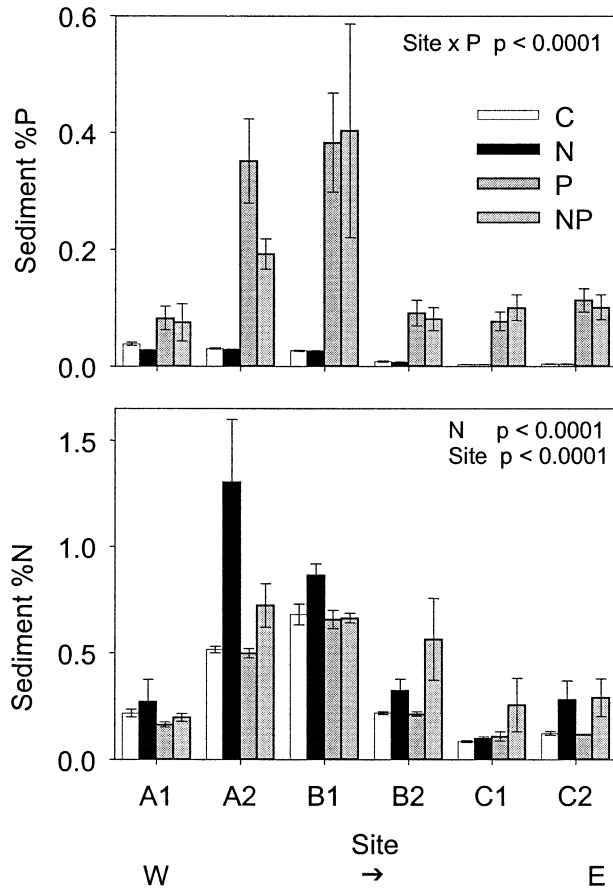 0.6
0.4
0.2
0.0
Sediment %P
Site x P p < 0.0001
C
N
P
NP
1.5
1.0
0.5
0.0
Sediment %N
N p < 0.0001
Site p < 0.0001
A1 A2 B1 B2 C1 C2
Site
W → E